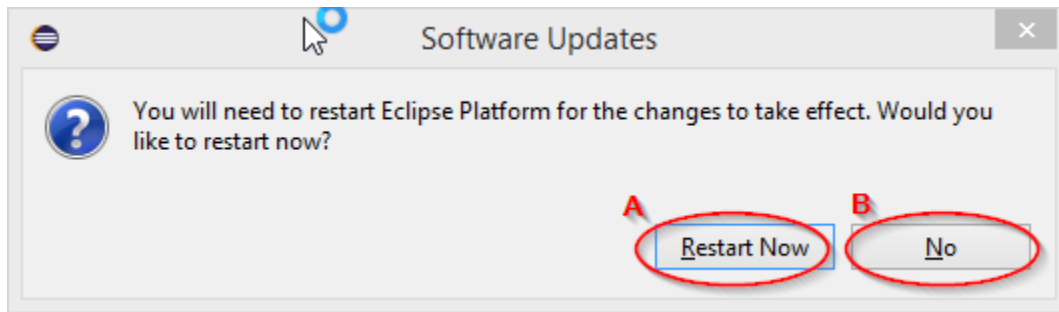 Software Updates
You will need to restart Eclipse Platform for the changes to take effect. Would you
like to restart now?
A
B
Restart Now
No